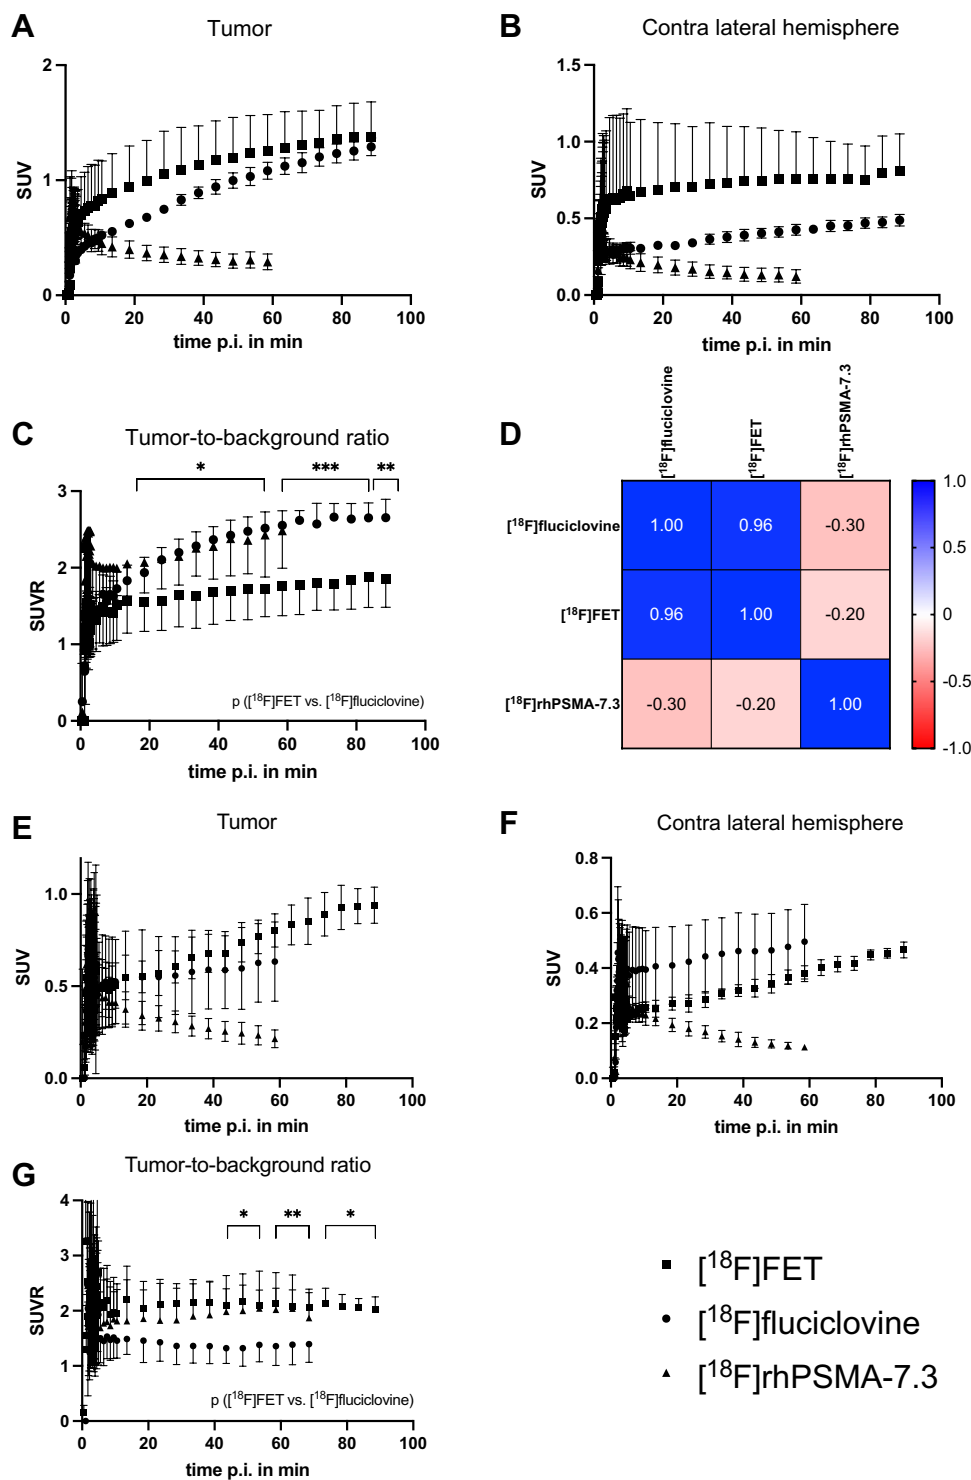 A
Tumor
2
1
0
SUV
0 20 40 60 80 100
time p.i. in min
B
Contra lateral hemisphere
1.5
1.0
0.5
0.0
SUV
0 20 40 60 80 100
time p.i. in min
C
Tumor-to-background ratio
* *** **
3
2
1
0
SUVR
p ([¹⁸F]FET vs. [¹⁸F]fluciclovine)
0 20 40 60 80 100
time p.i. in min
D
[¹⁸F]fluciclovine
[¹⁸F]FET
[¹⁸F]rhPSMA-7.3
[¹⁸F]fluciclovine 1.00 0.96 -0.30
[¹⁸F]FET 0.96 1.00 -0.20
[¹⁸F]rhPSMA-7.3 -0.30 -0.20 1.00
1.0
0.5
0
-0.5
-1.0
E
Tumor
1.0
0.5
0.0
SUV
0 20 40 60 80 100
time p.i. in min
F
Contra lateral hemisphere
0.8
0.6
0.4
0.2
0.0
SUV
0 20 40 60 80 100
time p.i. in min
G
Tumor-to-background ratio
* ** *
4
3
2
1
0
SUVR
p ([¹⁸F]FET vs. [¹⁸F]fluciclovine)
0 20 40 60 80 100
time p.i. in min
[¹⁸F]FET
[¹⁸F]fluciclovine
[¹⁸F]rhPSMA-7.3